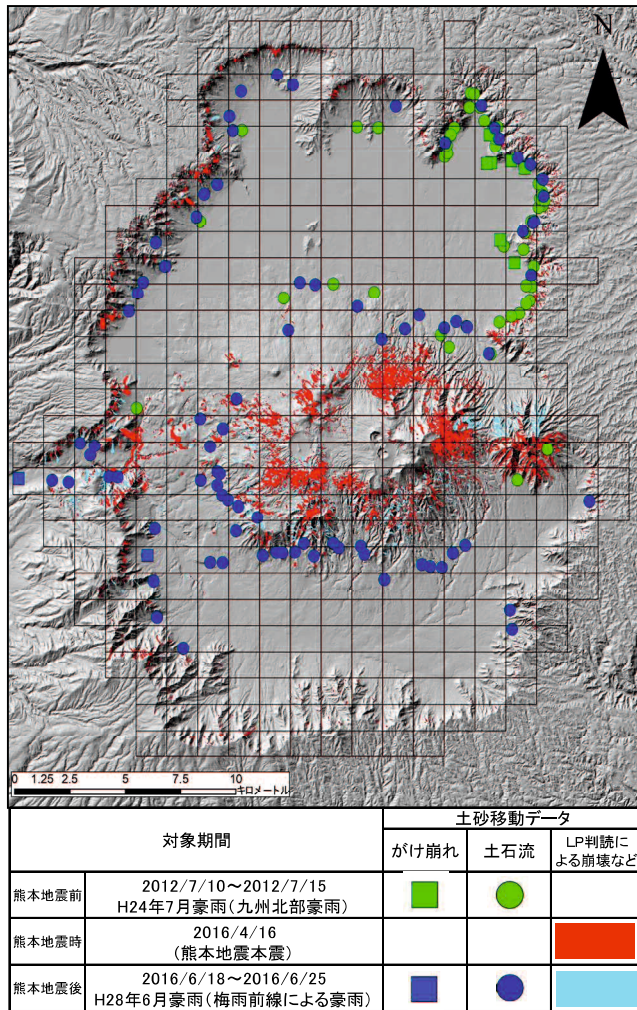 N
0 1.25 2.5 5 7.5 10
キロメートル
対象期間
土砂移動データ
がけ崩れ
土石流
LP判読に
よる崩壊など
熊本地震前
2012/7/10～2012/7/15
H24年7月豪雨(九州北部豪雨)
熊本地震時
2016/4/16
(熊本地震本震)
熊本地震後
2016/6/18～2016/6/25
H28年6月豪雨(梅雨前線による豪雨)